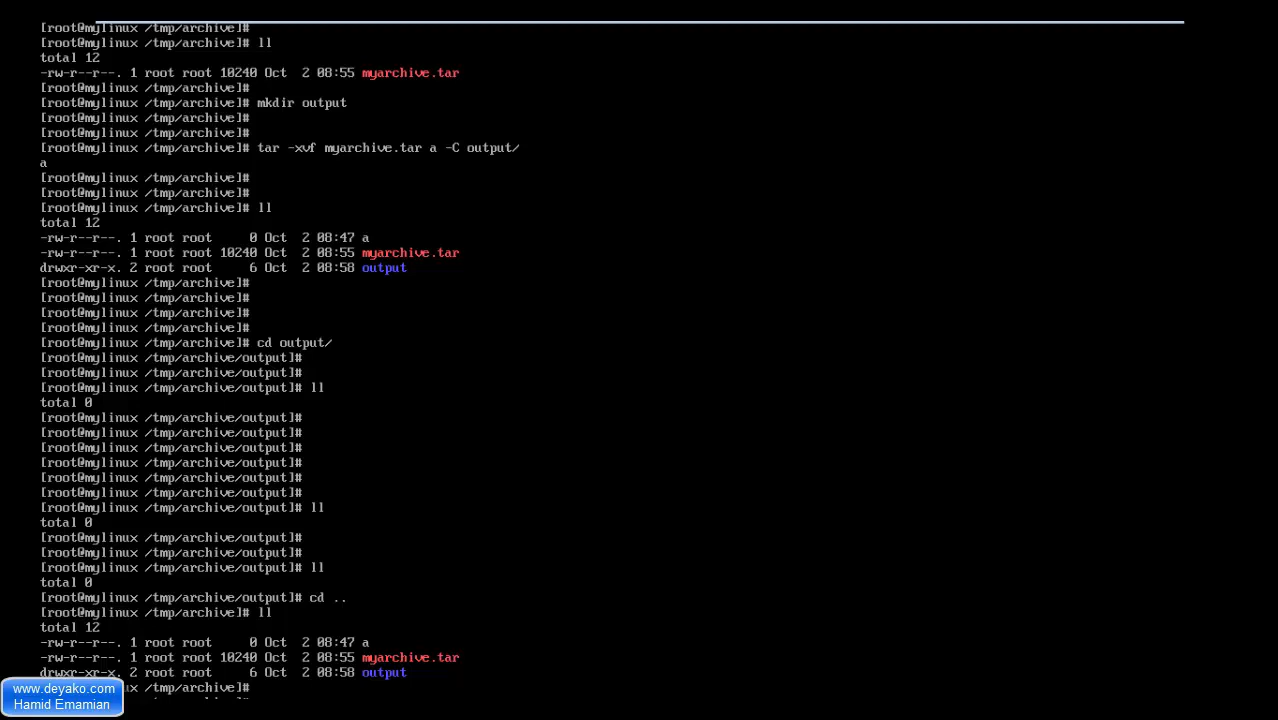 [root@mylinux /tmp/archive]#
[root@mylinux /tmp/archive]# ll
total 12
-rw-r--r--. 1 root root 10240 Oct  2 08:55 myarchive.tar
[root@mylinux /tmp/archive]#
[root@mylinux /tmp/archive]# mkdir output
[root@mylinux /tmp/archive]#
[root@mylinux /tmp/archive]#
[root@mylinux /tmp/archive]# tar -xvf myarchive.tar a -C output/
a
[root@mylinux /tmp/archive]#
[root@mylinux /tmp/archive]#
[root@mylinux /tmp/archive]# ll
total 12
-rw-r--r--. 1 root root     0 Oct  2 08:47 a
-rw-r--r--. 1 root root 10240 Oct  2 08:55 myarchive.tar
drwxr-xr-x. 2 root root     6 Oct  2 08:58 output
[root@mylinux /tmp/archive]#
[root@mylinux /tmp/archive]#
[root@mylinux /tmp/archive]#
[root@mylinux /tmp/archive]#
[root@mylinux /tmp/archive]# cd output/
[root@mylinux /tmp/archive/output]#
[root@mylinux /tmp/archive/output]#
[root@mylinux /tmp/archive/output]# ll
total 0
[root@mylinux /tmp/archive/output]#
[root@mylinux /tmp/archive/output]#
[root@mylinux /tmp/archive/output]#
[root@mylinux /tmp/archive/output]#
[root@mylinux /tmp/archive/output]#
[root@mylinux /tmp/archive/output]#
[root@mylinux /tmp/archive/output]# ll
total 0
[root@mylinux /tmp/archive/output]#
[root@mylinux /tmp/archive/output]#
[root@mylinux /tmp/archive/output]# ll
total 0
[root@mylinux /tmp/archive/output]# cd ..
[root@mylinux /tmp/archive]# ll
total 12
-rw-r--r--. 1 root root     0 Oct  2 08:47 a
-rw-r--r--. 1 root root 10240 Oct  2 08:55 myarchive.tar
drwxr-xr-x. 2 root root     6 Oct  2 08:58 output
/tmp/archive]#
www.deyako.com
Hamid Emamian